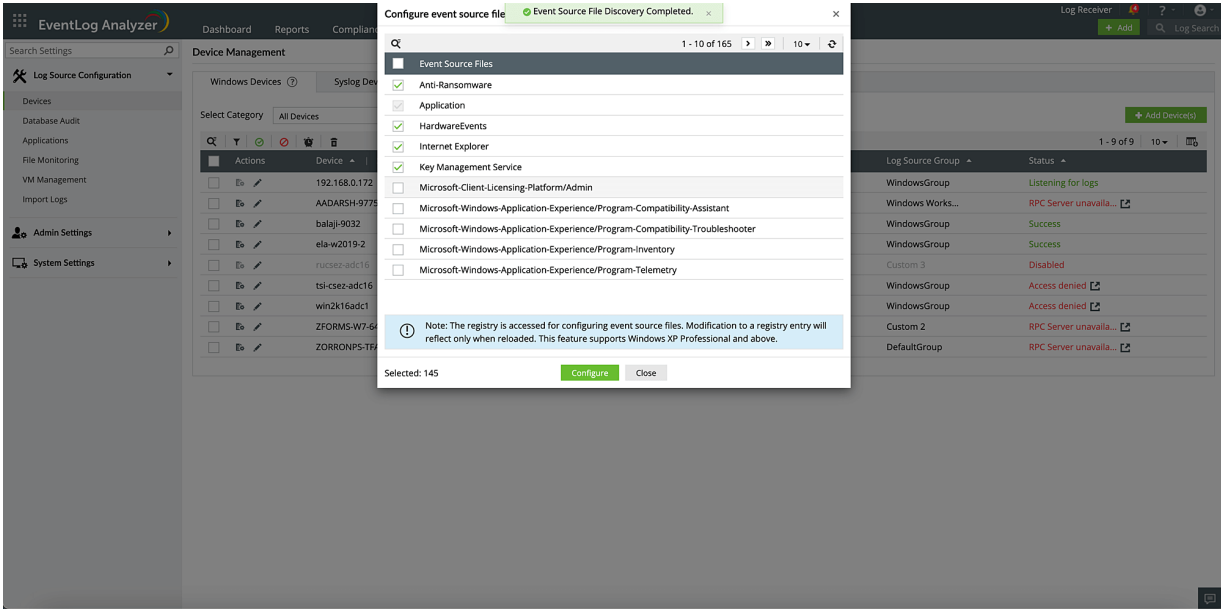 EventLog Analyzer
Dashboard
Reports
Complianc
Log Receiver
+ Add
Log Search
Search Settings
Log Source Configuration
Devices
Database Audit
Applications
File Monitoring
VM Management
Import Logs
Admin Settings
System Settings
Device Management
Windows Devices
Syslog Dev
Select Category
All Devices
+ Add Device(s)
1 - 9 of 9
10
Actions
Device
Log Source Group
Status
192.168.0.172
WindowsGroup
Listening for logs
AADARSH-9775
Windows Works...
RPC Server unavaila...
balaji-9032
WindowsGroup
Success
ela-w2019-2
WindowsGroup
Success
rucsez-adc16
Custom 3
Disabled
tsi-csez-adc16
WindowsGroup
Access denied
win2k16adc1
WindowsGroup
Access denied
ZFORMS-W7-64
Custom 2
RPC Server unavaila...
ZORRONPS-TFA
DefaultGroup
RPC Server unavaila...
Configure event source file
Event Source File Discovery Completed.
1 - 10 of 165
10
Event Source Files
Anti-Ransomware
Application
HardwareEvents
Internet Explorer
Key Management Service
Microsoft-Client-Licensing-Platform/Admin
Microsoft-Windows-Application-Experience/Program-Compatibility-Assistant
Microsoft-Windows-Application-Experience/Program-Compatibility-Troubleshooter
Microsoft-Windows-Application-Experience/Program-Inventory
Microsoft-Windows-Application-Experience/Program-Telemetry
Note: The registry is accessed for configuring event source files. Modification to a registry entry will
reflect only when reloaded. This feature supports Windows XP Professional and above.
Selected: 145
Configure
Close